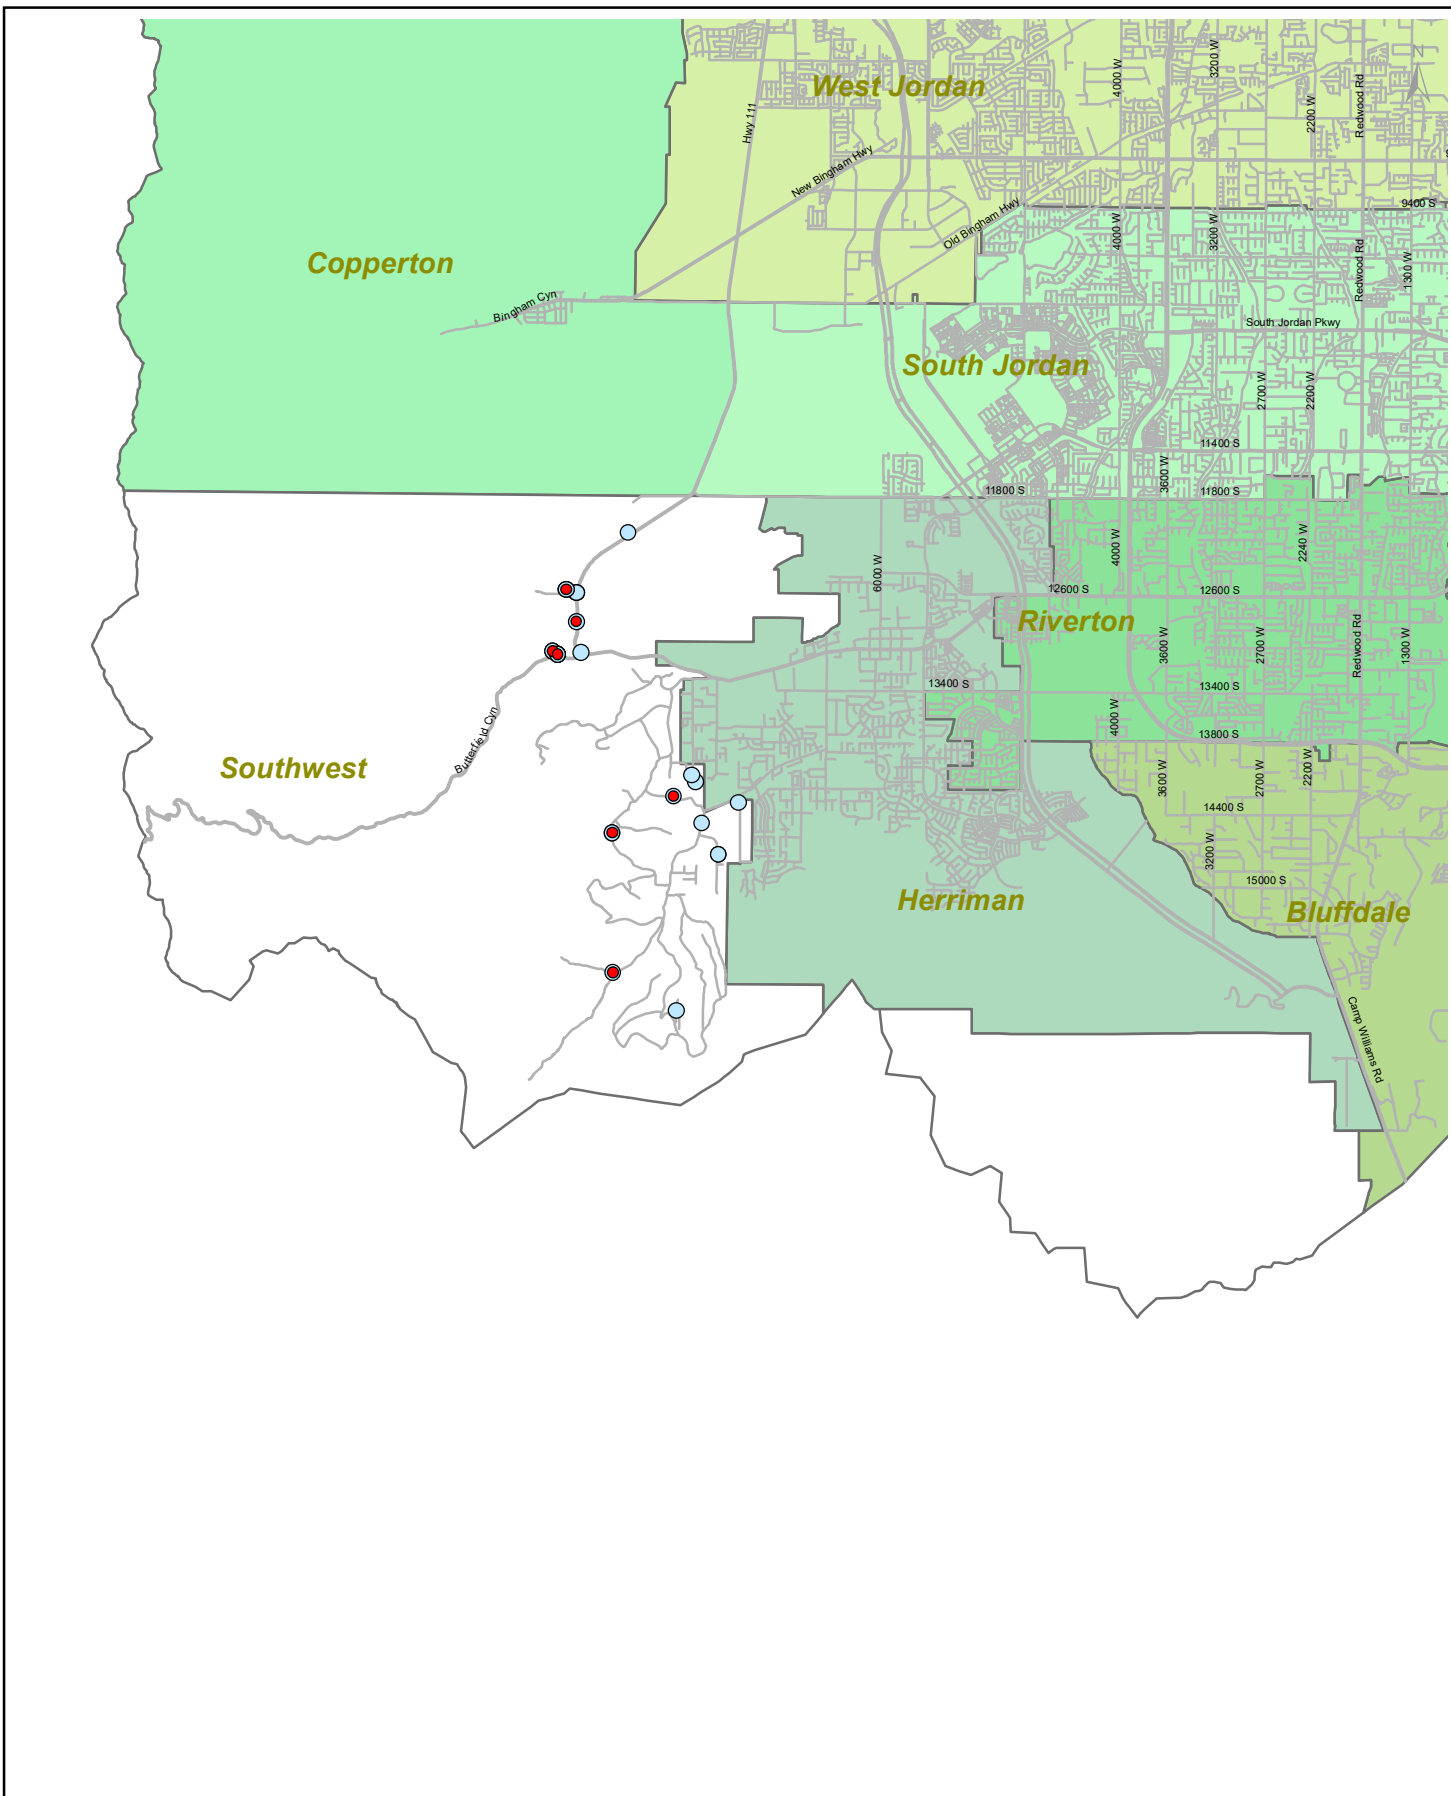 3200 W
N
4000 W
West Jordan
Redwood Rd
2200 W
Hwy 111
New Bingham Hwy
9400 S
Old Bingham Hwy
4000 W
3200 W
Copperton
Redwood Rd
1300 W
Bingham Cyn
South Jordan Pkwy
South Jordan
2700 W
2200 W
11400 S
3600 W
11800 S
11800 S
2240 W
4000 W
6000 W
12600 S
12600 S
Riverton
3600 W
2700 W
Redwood Rd
1300 W
13400 S
13400 S
4000 W
13800 S
Butterfield Cyn
Southwest
3600 W
2700 W
2200 W
14400 S
3200 W
15000 S
Herriman
Bluffdale
Camp Williams Rd